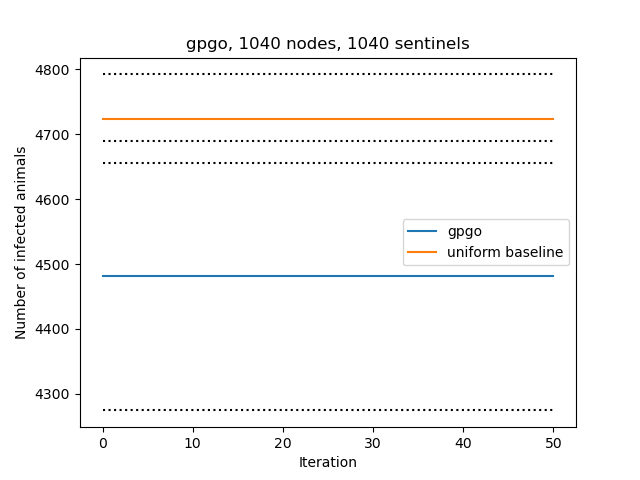 gpgo, 1040 nodes, 1040 sentinels
4800
4700
4600
4500
4400
4300
Number of infected animals
gpgo
uniform baseline
0 10 20 30 40 50
Iteration